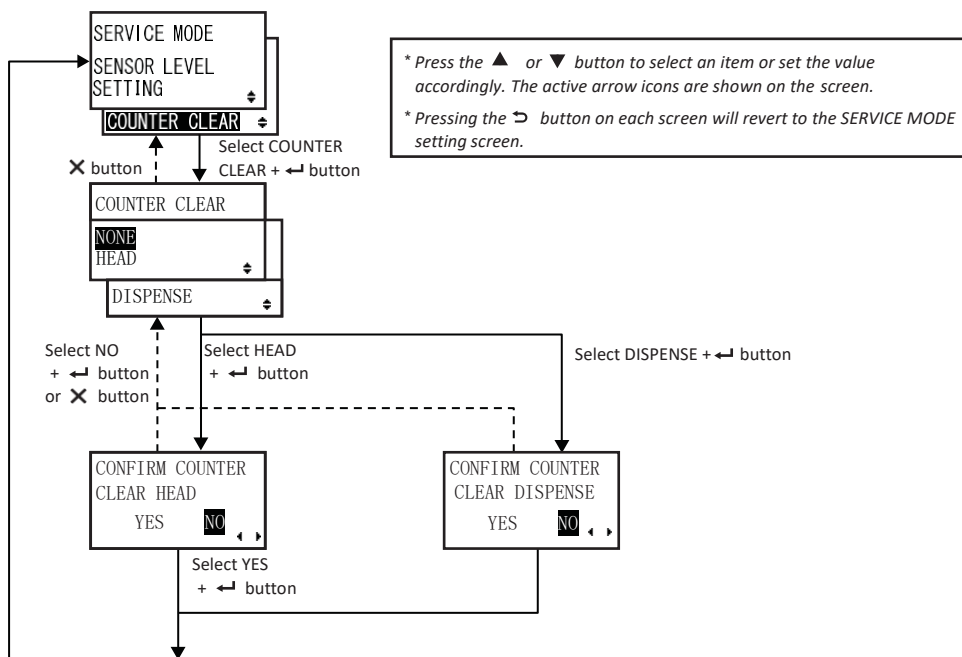 SERVICE MODE
SENSOR LEVEL
SETTING
COUNTER CLEAR
* Press the ▲ or ▼ button to select an item or set the value
accordingly. The active arrow icons are shown on the screen.
* Pressing the ⮌ button on each screen will revert to the SERVICE MODE
setting screen.
✕ button
Select COUNTER
CLEAR + ↵ button
COUNTER CLEAR
NONE
HEAD
DISPENSE
Select NO
+ ↵ button
or ✕ button
Select HEAD
+ ↵ button
Select DISPENSE + ↵ button
CONFIRM COUNTER
CLEAR HEAD
YES NO
CONFIRM COUNTER
CLEAR DISPENSE
YES NO
Select YES
+ ↵ button